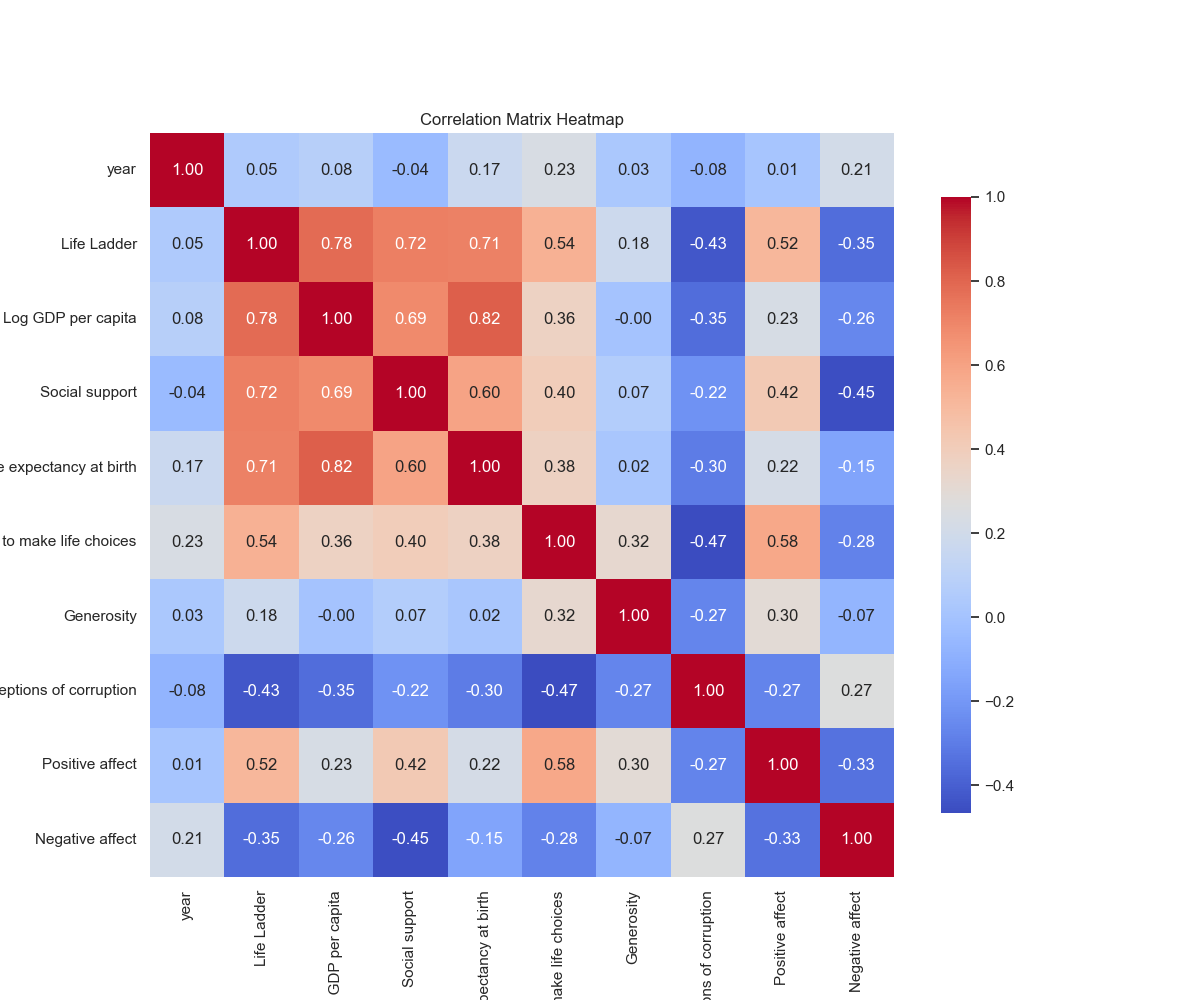 Correlation Matrix Heatmap
year 1.00 0.05 0.08 -0.04 0.17 0.23 0.03 -0.08 0.01 0.21
Life Ladder 0.05 1.00 0.78 0.72 0.71 0.54 0.18 -0.43 0.52 -0.35
Log GDP per capita 0.08 0.78 1.00 0.69 0.82 0.36 -0.00 -0.35 0.23 -0.26
Social support -0.04 0.72 0.69 1.00 0.60 0.40 0.07 -0.22 0.42 -0.45
expectancy at birth 0.17 0.71 0.82 0.60 1.00 0.38 0.02 -0.30 0.22 -0.15
to make life choices 0.23 0.54 0.36 0.40 0.38 1.00 0.32 -0.47 0.58 -0.28
Generosity 0.03 0.18 -0.00 0.07 0.02 0.32 1.00 -0.27 0.30 -0.07
eptions of corruption -0.08 -0.43 -0.35 -0.22 -0.30 -0.47 -0.27 1.00 -0.27 0.27
Positive affect 0.01 0.52 0.23 0.42 0.22 0.58 0.30 -0.27 1.00 -0.33
Negative affect 0.21 -0.35 -0.26 -0.45 -0.15 -0.28 -0.07 0.27 -0.33 1.00
year
Life Ladder
GDP per capita
Social support
pectancy at birth
make life choices
Generosity
ons of corruption
Positive affect
Negative affect
1.0
0.8
0.6
0.4
0.2
0.0
−0.2
−0.4